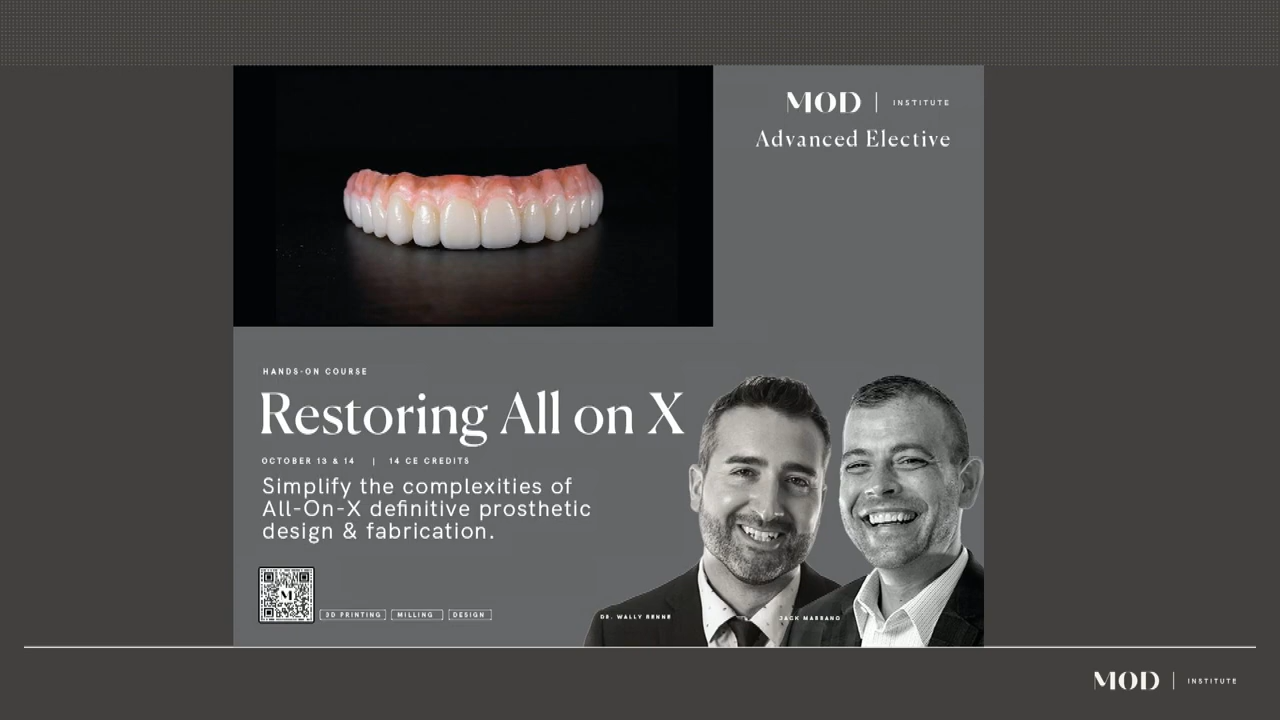 MOD | INSTITUTE
Advanced Elective
HANDS-ON COURSE
Restoring All on X
OCTOBER 13 & 14 | 14 CE CREDITS
Simplify the complexities of
All-On-X definitive prosthetic
design & fabrication.
M
3D PRINTING MILLING DESIGN
DR. WALLY RENNE
JACK MARRANO
MOD | INSTITUTE